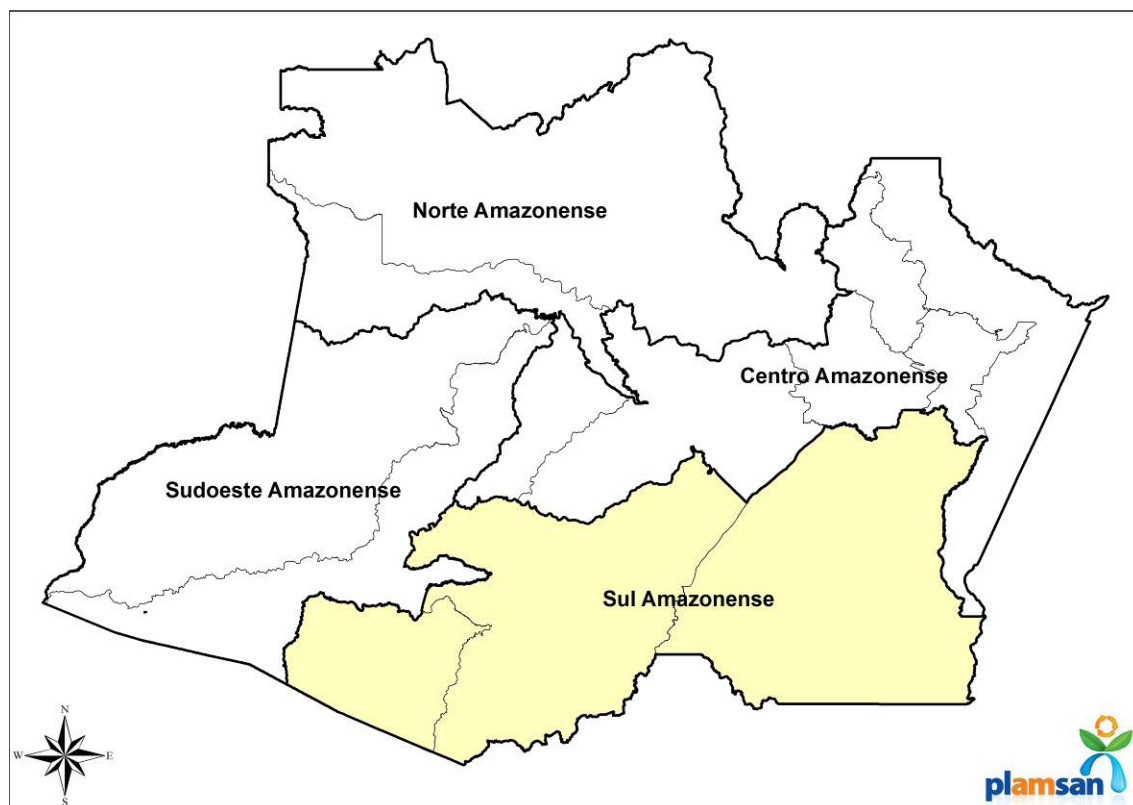 Norte Amazonense
Centro Amazonense
Sudoeste Amazonense
Sul Amazonense
N
W
E
S
plamsan